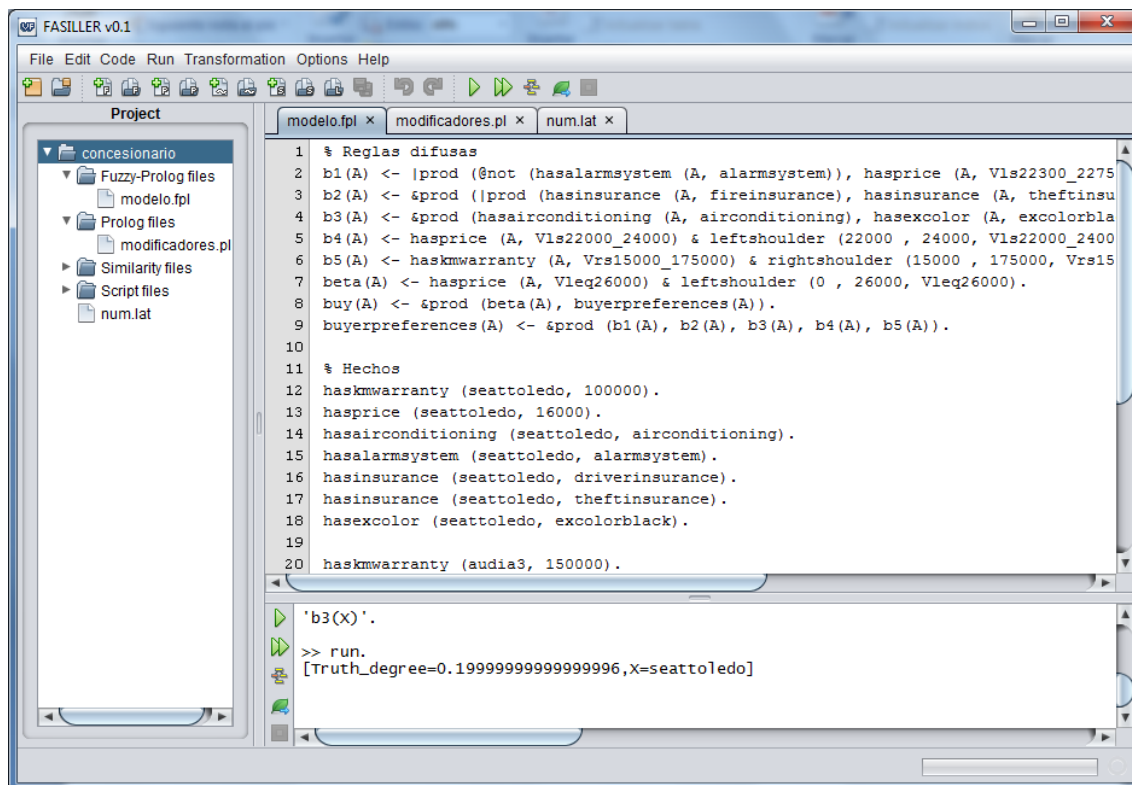 FASILLER v0.1
File Edit Code Run Transformation Options Help
Project
concesionario
Fuzzy-Prolog files
modelo.fpl
Prolog files
modificadores.pl
Similarity files
Script files
num.lat
modelo.fpl × modificadores.pl × num.lat ×
1 % Reglas difusas
2 b1(A) <- |prod (@not (hasalarmsystem (A, alarmsystem)), hasprice (A, Vls22300_2275
3 b2(A) <- &prod (|prod (hasinsurance (A, fireinsurance), hasinsurance (A, theftinsu
4 b3(A) <- &prod (hasairconditioning (A, airconditioning), hasexcolor (A, excolorbla
5 b4(A) <- hasprice (A, Vls22000_24000) & leftshoulder (22000 , 24000, Vls22000_2400
6 b5(A) <- haskmwarranty (A, Vrs15000_175000) & rightshoulder (15000 , 175000, Vrs15
7 beta(A) <- hasprice (A, Vleq26000) & leftshoulder (0 , 26000, Vleq26000).
8 buy(A) <- &prod (beta(A), buyerpreferences(A)).
9 buyerpreferences(A) <- &prod (b1(A), b2(A), b3(A), b4(A), b5(A)).
10
11 % Hechos
12 haskmwarranty (seattoledo, 100000).
13 hasprice (seattoledo, 16000).
14 hasairconditioning (seattoledo, airconditioning).
15 hasalarmsystem (seattoledo, alarmsystem).
16 hasinsurance (seattoledo, driverinsurance).
17 hasinsurance (seattoledo, theftinsurance).
18 hasexcolor (seattoledo, excolorblack).
19
20 haskmwarranty (audia3, 150000).
'b3(X)'.
>> run.
[Truth_degree=0.19999999999999996,X=seattoledo]